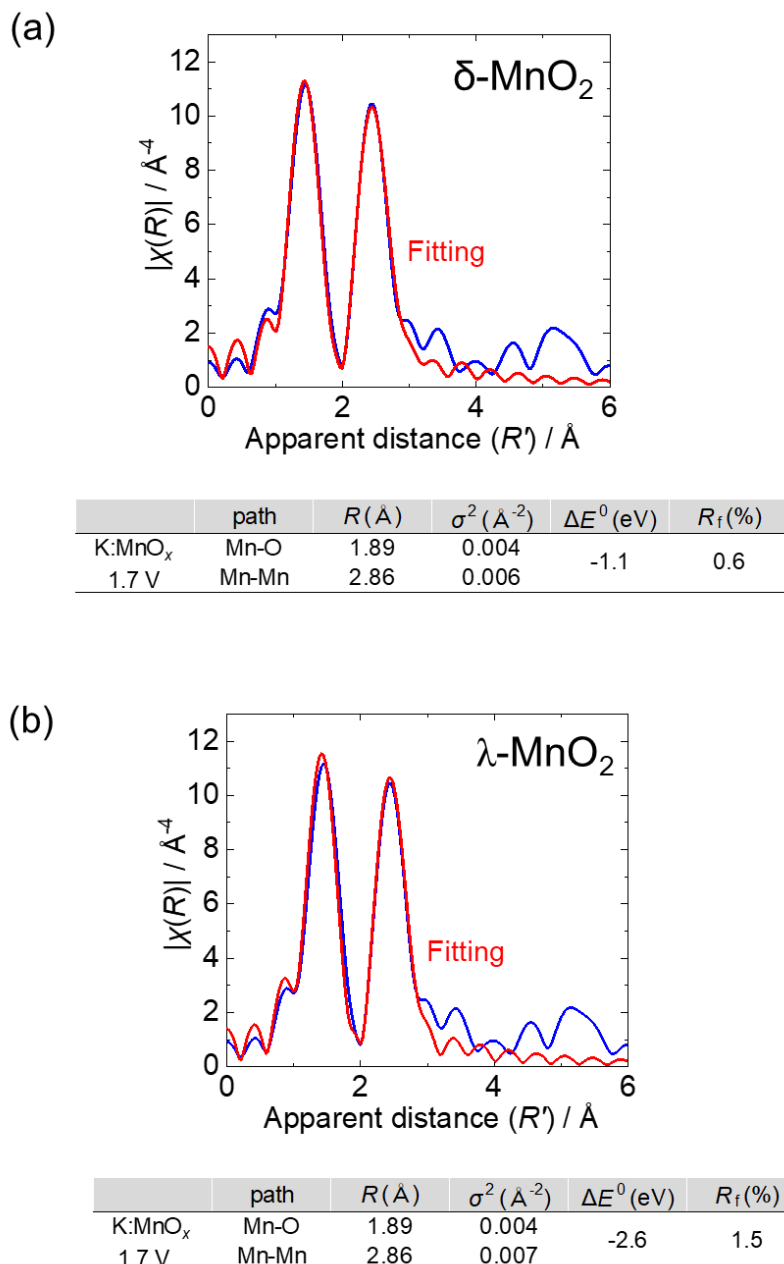 (a)
δ-MnO₂
12
10
8
6
4
2
0
|χ(R)| / Å⁻⁴
Fitting
0 2 4 6
Apparent distance (R') / Å
path R (Å) σ² (Å⁻²) ΔE⁰ (eV) Rf (%)
K:MnOₓ Mn-O 1.89 0.004 -1.1 0.6
1.7 V Mn-Mn 2.86 0.006
(b)
λ-MnO₂
12
10
8
6
4
2
0
|χ(R)| / Å⁻⁴
Fitting
0 2 4 6
Apparent distance (R') / Å
path R (Å) σ² (Å⁻²) ΔE⁰ (eV) Rf (%)
K:MnOₓ Mn-O 1.89 0.004 -2.6 1.5
1.7 V Mn-Mn 2.86 0.007